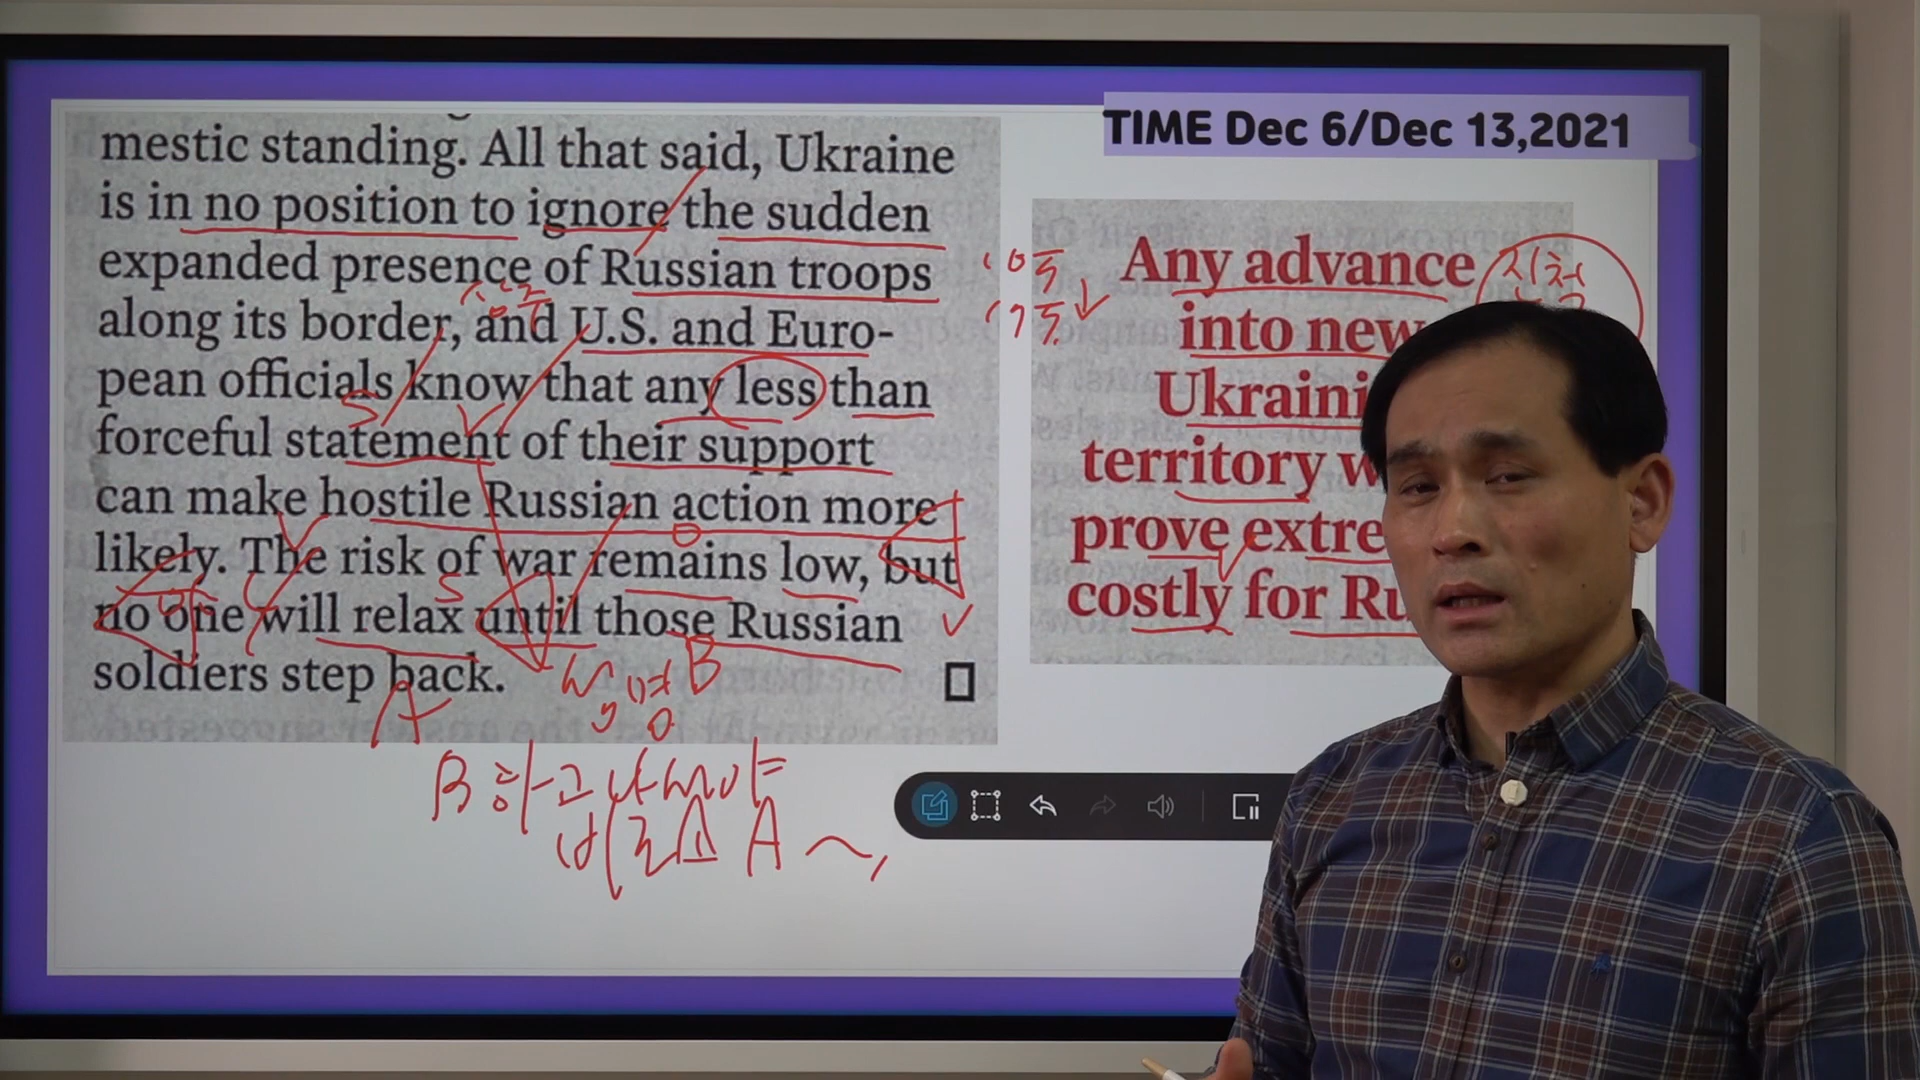 TIME Dec 6/Dec 13,2021
mestic standing. All that said, Ukraine
is in no position to ignore the sudden
expanded presence of Russian troops
along its border, and U.S. and Euro-
pean officials know that any less than
forceful statement of their support
can make hostile Russian action more
likely. The risk of war remains low, but
no one will relax until those Russian
soldiers step back.
Any advance
into new
Ukraini
territory w
prove extre
costly for Ru
S
V
S
A
B
B 하고 나서야
비로소 A ~,